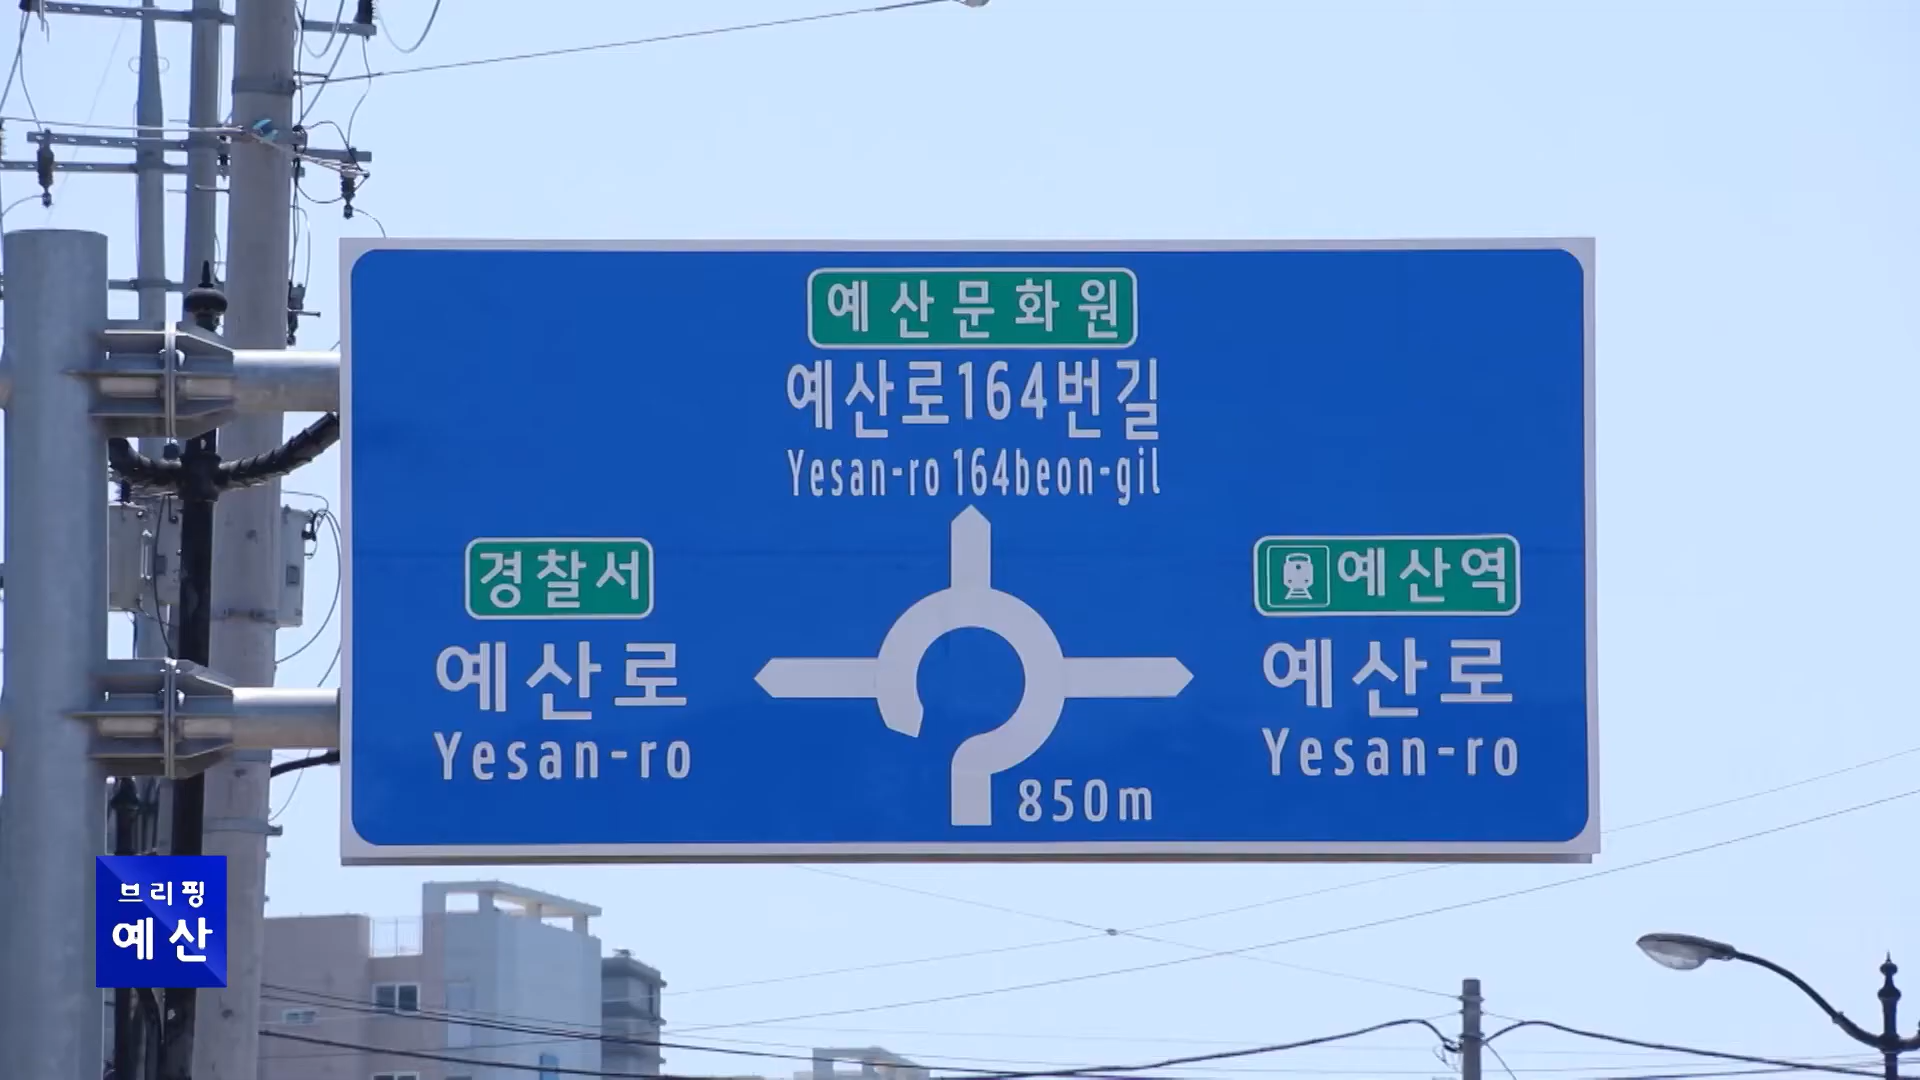 예산문화원
예산로164번길
Yesan-ro 164beon-gil
경찰서
예산로
Yesan-ro
예산역
예산로
Yesan-ro
850m
브리핑
예산